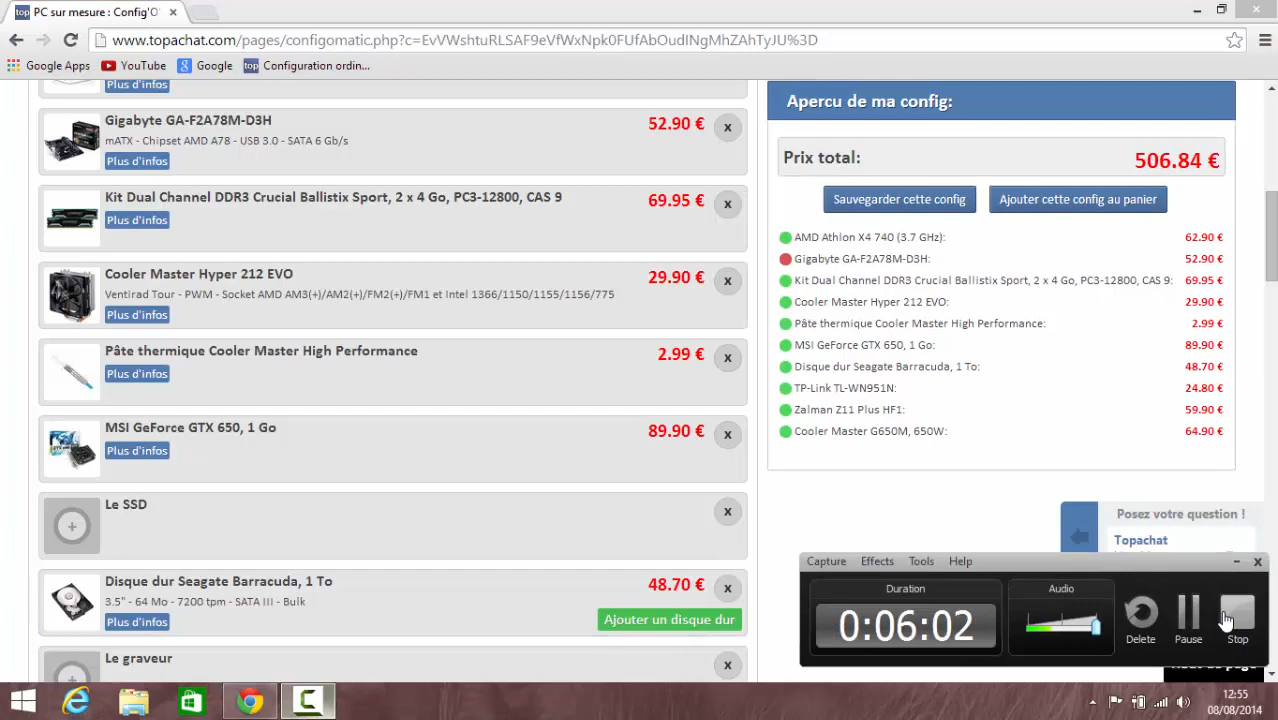 PC sur mesure : Config'O'
www.topachat.com/pages/configomatic.php?c=EvVWshtuRLSAF9eVfWxNpk0FUfAbOudINgMhZAhTyJU%3D
Google Apps YouTube Google top Configuration ordin...
Plus d'infos
Gigabyte GA-F2A78M-D3H 52.90 € x
mATX - Chipset AMD A78 - USB 3.0 - SATA 6 Gb/s
Plus d'infos
Kit Dual Channel DDR3 Crucial Ballistix Sport, 2 x 4 Go, PC3-12800, CAS 9 69.95 € x
Plus d'infos
Cooler Master Hyper 212 EVO 29.90 € x
Ventirad Tour - PWM - Socket AMD AM3(+)/AM2(+)/FM2(+)/FM1 et Intel 1366/1150/1155/1156/775
Plus d'infos
Pâte thermique Cooler Master High Performance 2.99 € x
Plus d'infos
MSI GeForce GTX 650, 1 Go 89.90 € x
Plus d'infos
Le SSD x
Disque dur Seagate Barracuda, 1 To 48.70 € x
3.5" - 64 Mo - 7200 tpm - SATA III - Bulk
Plus d'infos Ajouter un disque dur
Le graveur x
Apercu de ma config:
Prix total: 506.84 €
Sauvegarder cette config Ajouter cette config au panier
AMD Athlon X4 740 (3.7 GHz): 62.90 €
Gigabyte GA-F2A78M-D3H: 52.90 €
Kit Dual Channel DDR3 Crucial Ballistix Sport, 2 x 4 Go, PC3-12800, CAS 9: 69.95 €
Cooler Master Hyper 212 EVO: 29.90 €
Pâte thermique Cooler Master High Performance: 2.99 €
MSI GeForce GTX 650, 1 Go: 89.90 €
Disque dur Seagate Barracuda, 1 To: 48.70 €
TP-Link TL-WN951N: 24.80 €
Zalman Z11 Plus HF1: 59.90 €
Cooler Master G650M, 650W: 64.90 €
Posez votre question !
Topachat
Capture Effects Tools Help
Duration Audio
0:06:02
Delete Pause Stop
12:55
08/08/2014